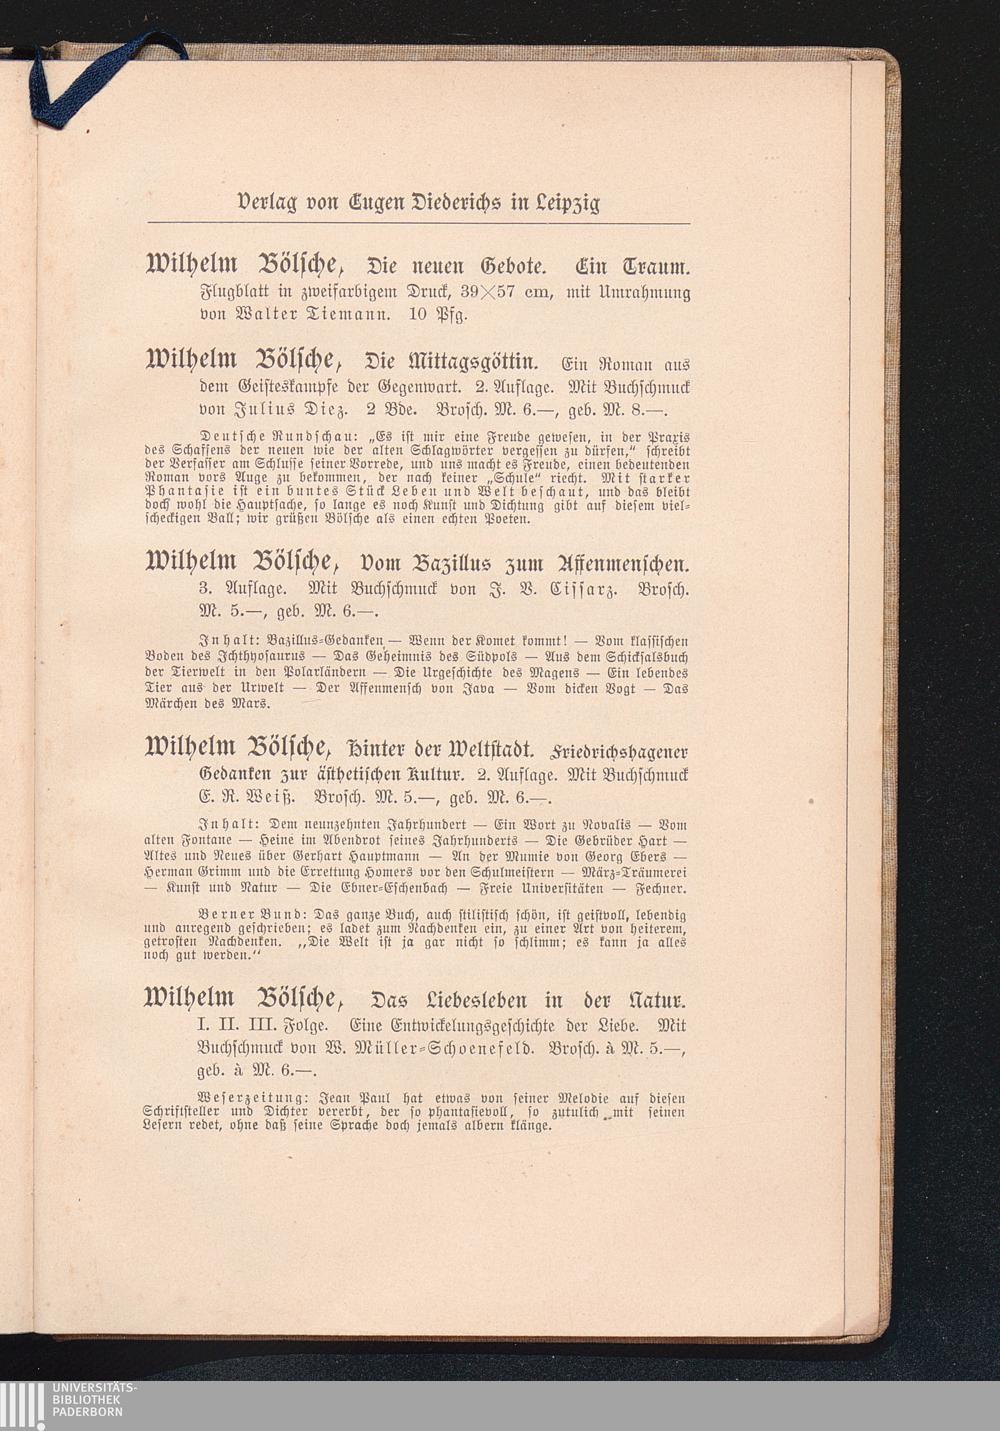 Verlag von Eugen Diederichs in Leipzig
Wilhelm Bölsche, Die neuen Gebote. Ein Traum.
Flugblatt in zweifarbigem Druck, 39×57 cm, mit Umrahmung
von Walter Tiemann. 10 Pfg.
Wilhelm Bölsche, Die Mittagsgöttin. Ein Roman aus
dem Geisteskampfe der Gegenwart. 2. Auflage. Mit Buchschmuck
von Julius Diez. 2 Bde. Brosch. M. 6.—, geb. M. 8.—.
Deutsche Rundschau: „Es ist mir eine Freude gewesen, in der Praxis
des Schaffens der neuen wie der alten Schlagwörter vergessen zu dürfen,“ schreibt
der Verfasser am Schlusse seiner Vorrede, und uns macht es Freude, einen bedeutenden
Roman vors Auge zu bekommen, der nach keiner „Schule“ riecht. Mit starker
Phantasie ist ein buntes Stück Leben und Welt beschaut, und das bleibt
doch wohl die Hauptsache, so lange es noch Kunst und Dichtung gibt auf diesem viel-
scheckigen Ball; wir grüßen Bölsche als einen echten Poeten.
Wilhelm Bölsche, Vom Bazillus zum Affenmenschen.
3. Auflage. Mit Buchschmuck von J. V. Cissarz. Brosch.
M. 5.—, geb. M. 6.—.
Inhalt: Bazillus-Gedanken — Wenn der Komet kommt! — Vom klassischen
Boden des Ichthyosaurus — Das Geheimnis des Südpols — Aus dem Schicksalsbuch
der Tierwelt in den Polarländern — Die Urgeschichte des Magens — Ein lebendes
Tier aus der Urwelt — Der Affenmensch von Java — Vom dicken Vogt — Das
Märchen des Mars.
Wilhelm Bölsche, Hinter der Weltstadt. Friedrichshagener
Gedanken zur ästhetischen Kultur. 2. Auflage. Mit Buchschmuck
E. R. Weiß. Brosch. M. 5.—, geb. M. 6.—.
Inhalt: Dem neunzehnten Jahrhundert — Ein Wort zu Novalis — Vom
alten Fontane — Heine im Abendrot seines Jahrhunderts — Die Gebrüder Hart —
Altes und Neues über Gerhart Hauptmann — An der Mumie von Georg Ebers —
Herman Grimm und die Errettung Homers vor den Schulmeistern — März-Träumerei
— Kunst und Natur — Die Ebner-Eschenbach — Freie Universitäten — Fechner.
Berner Bund: Das ganze Buch, auch stilistisch schön, ist geistvoll, lebendig
und anregend geschrieben; es ladet zum Nachdenken ein, zu einer Art von heiterem,
getrosten Nachdenken. „Die Welt ist ja gar nicht so schlimm; es kann ja alles
noch gut werden.“
Wilhelm Bölsche, Das Liebesleben in der Natur.
I. II. III. Folge. Eine Entwickelungsgeschichte der Liebe. Mit
Buchschmuck von W. Müller-Schoenefeld. Brosch. à M. 5.—,
geb. à M. 6.—.
Weserzeitung: Jean Paul hat etwas von seiner Melodie auf diesen
Schriftsteller und Dichter vererbt, der so phantasievoll, so zutulich mit seinen
Lesern redet, ohne daß seine Sprache doch jemals albern klänge.
UNIVERSITÄTS-
BIBLIOTHEK
PADERBORN